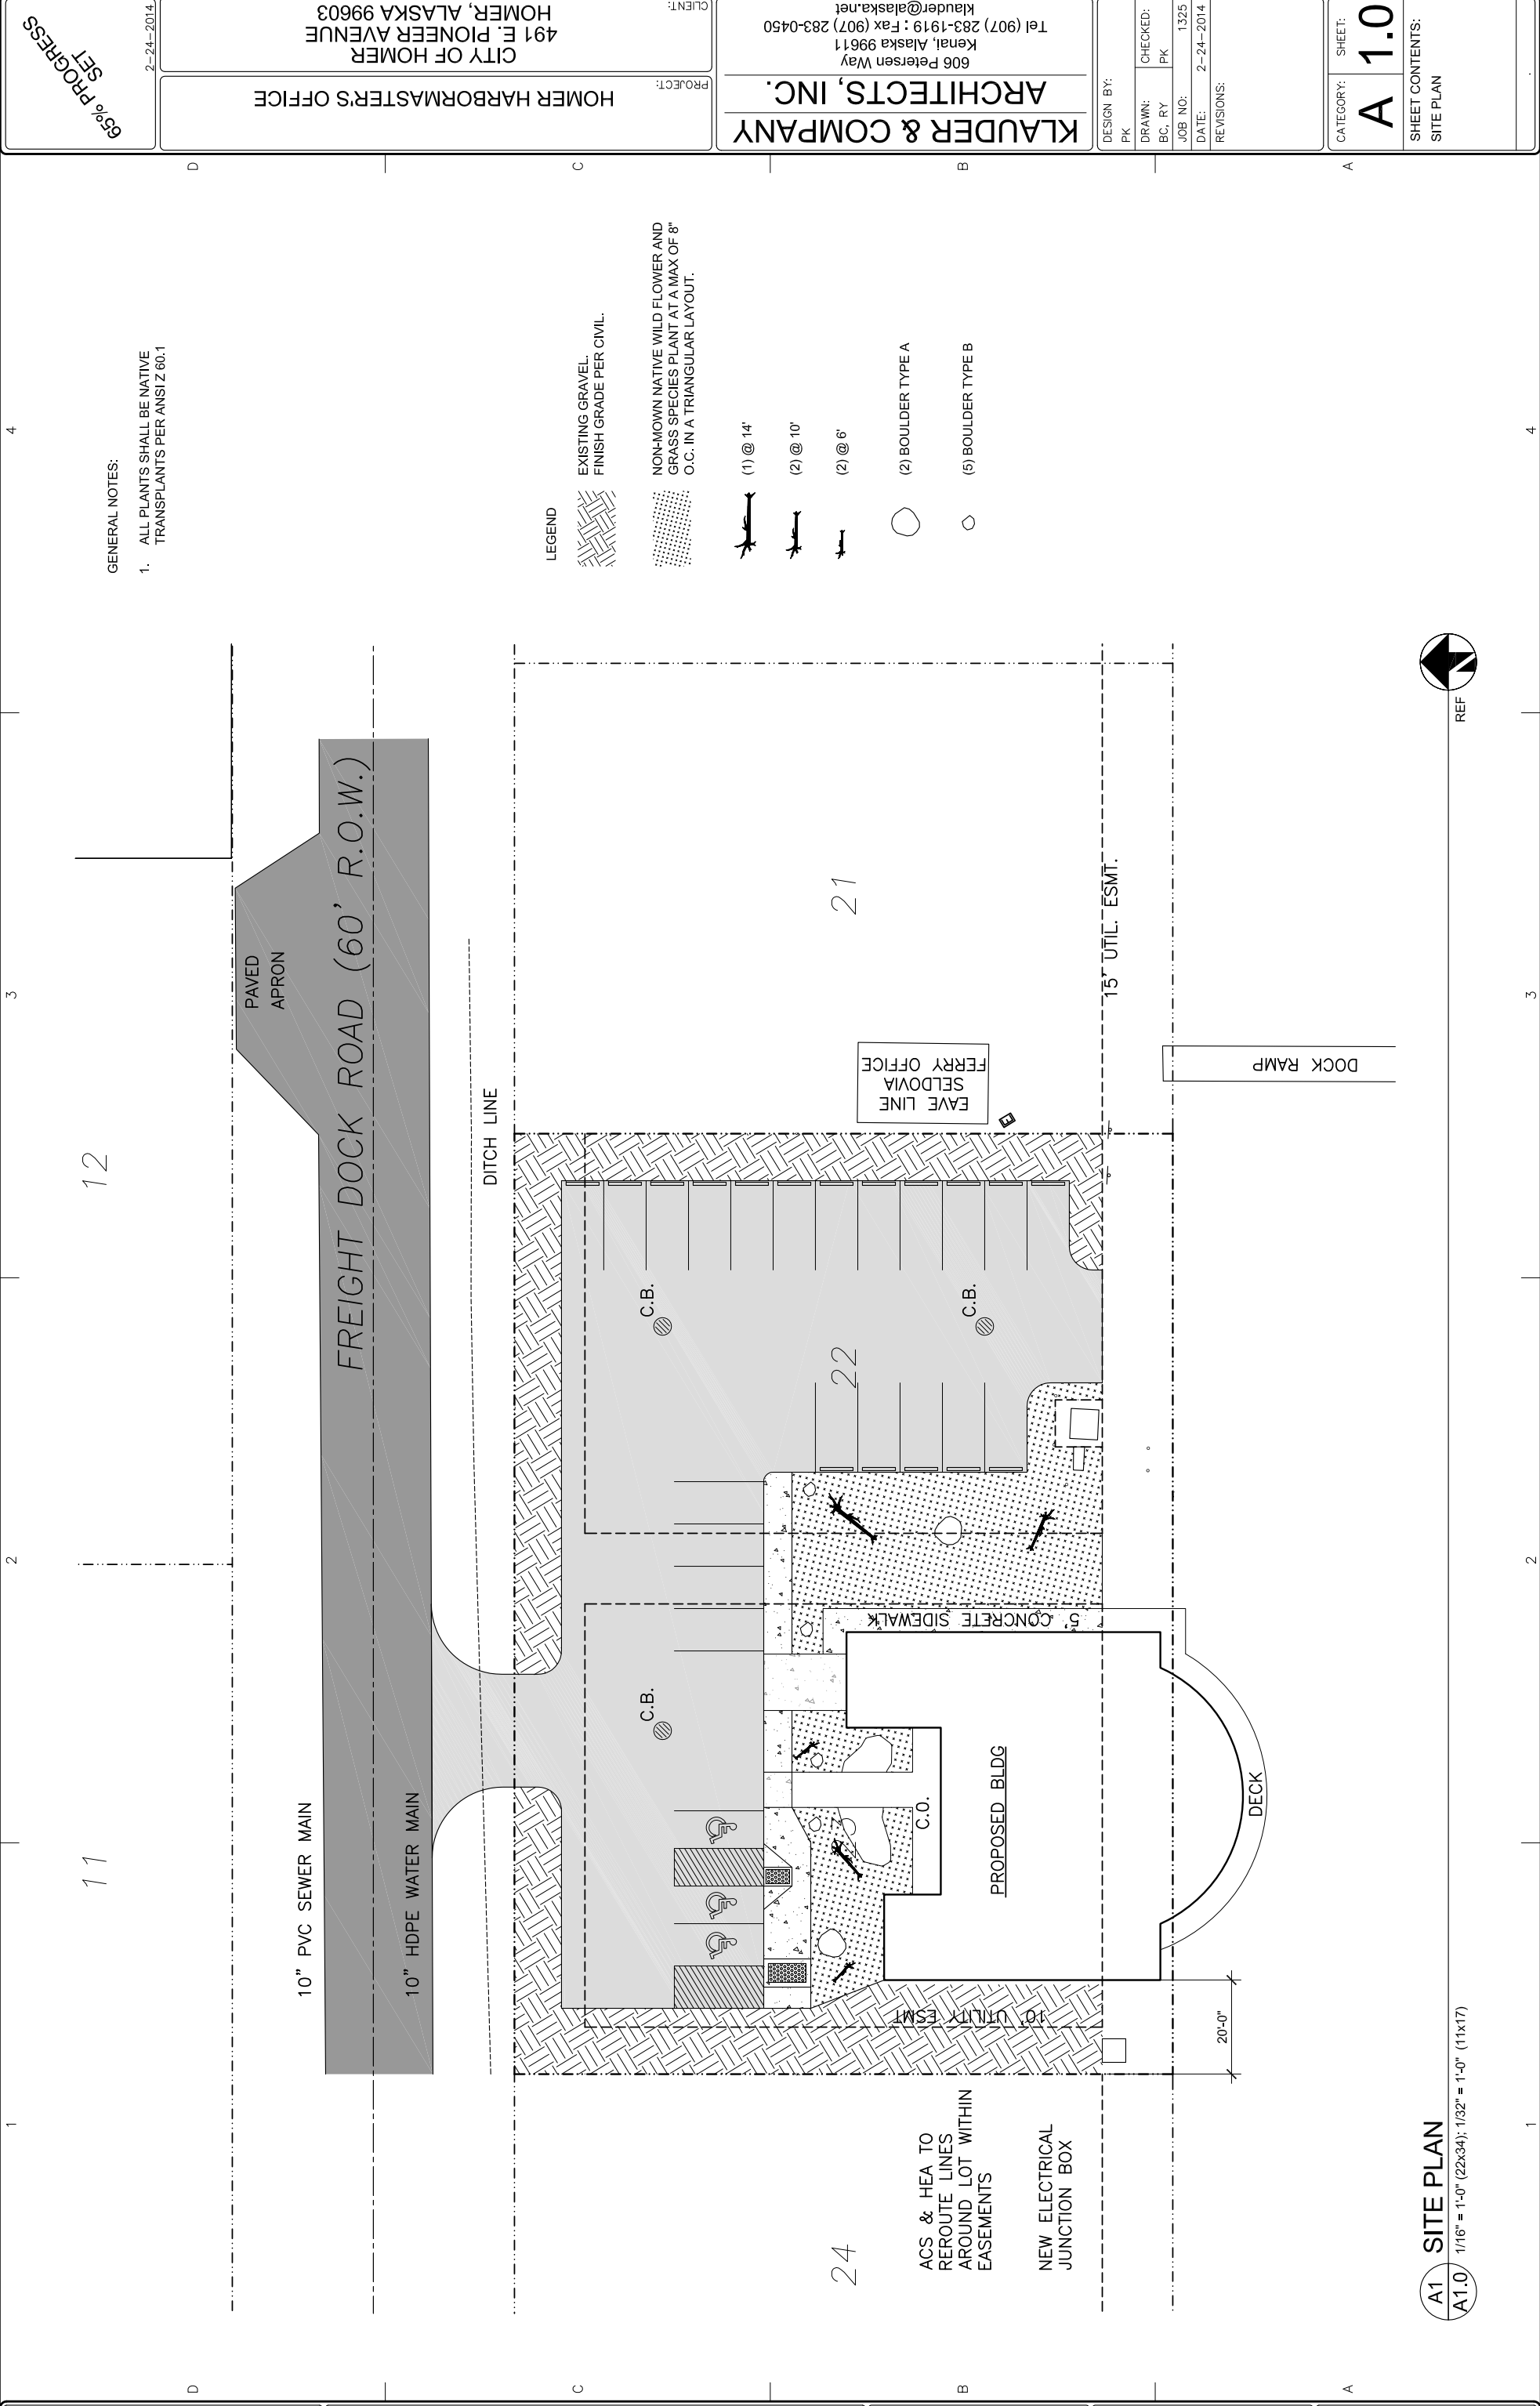 65% PROGRESS
SET
2-24-2014
PROJECT:
HOMER HARBORMASTER'S OFFICE
CLIENT:
CITY OF HOMER
491 E. PIONEER AVENUE
HOMER, ALASKA 99603
KLAUDER & COMPANY
ARCHITECTS, INC.
606 Petersen Way
Kenai, Alaska 99611
Tel (907) 283-1919 : Fax (907) 283-0450
klauder@alaska.net
DESIGN BY:
PK
DRAWN:
BC, RY
CHECKED:
PK
JOB NO:
1325
DATE:
2-24-2014
REVISIONS:
CATEGORY:
A
SHEET:
1.0
SHEET CONTENTS:
SITE PLAN
D
C
B
A
4
4
GENERAL NOTES:
1. ALL PLANTS SHALL BE NATIVE
TRANSPLANTS PER ANSI Z 60.1
LEGEND
EXISTING GRAVEL.
FINISH GRADE PER CIVIL.
NON-MOWN NATIVE WILD FLOWER AND
GRASS SPECIES PLANT AT A MAX OF 8"
O.C. IN A TRIANGULAR LAYOUT.
(1) @ 14'
(2) @ 10'
(2) @ 6'
(2) BOULDER TYPE A
(5) BOULDER TYPE B
3
3
12
PAVED
APRON
FREIGHT DOCK ROAD (60' R.O.W.)
DITCH LINE
21
15' UTIL. ESMT.
EAVE LINE
SELDOVIA
FERRY OFFICE
DOCK RAMP
REF
N
2
2
C.B.
C.B.
22
C.B.
5' CONCRETE SIDEWALK
11
10" PVC SEWER MAIN
10" HDPE WATER MAIN
C.O.
PROPOSED BLDG
DECK
10' UTILITY ESMT
20'-0"
E
1
1
24
ACS & HEA TO
REROUTE LINES
AROUND LOT WITHIN
EASEMENTS
NEW ELECTRICAL
JUNCTION BOX
A1
A1.0
SITE PLAN
1/16" = 1'-0" (22x34); 1/32" = 1'-0" (11x17)
D
C
B
A